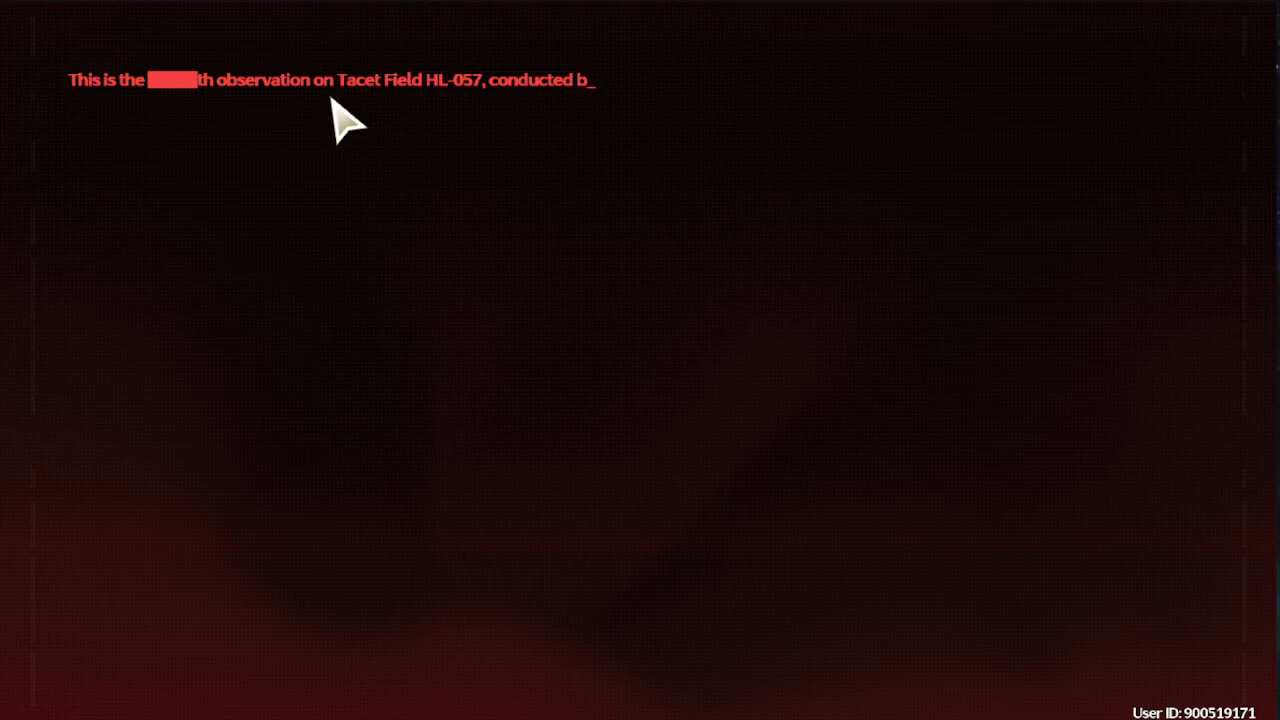 This is the █████th observation on Tacet Field HL-057, conducted b_
User ID: 900519171